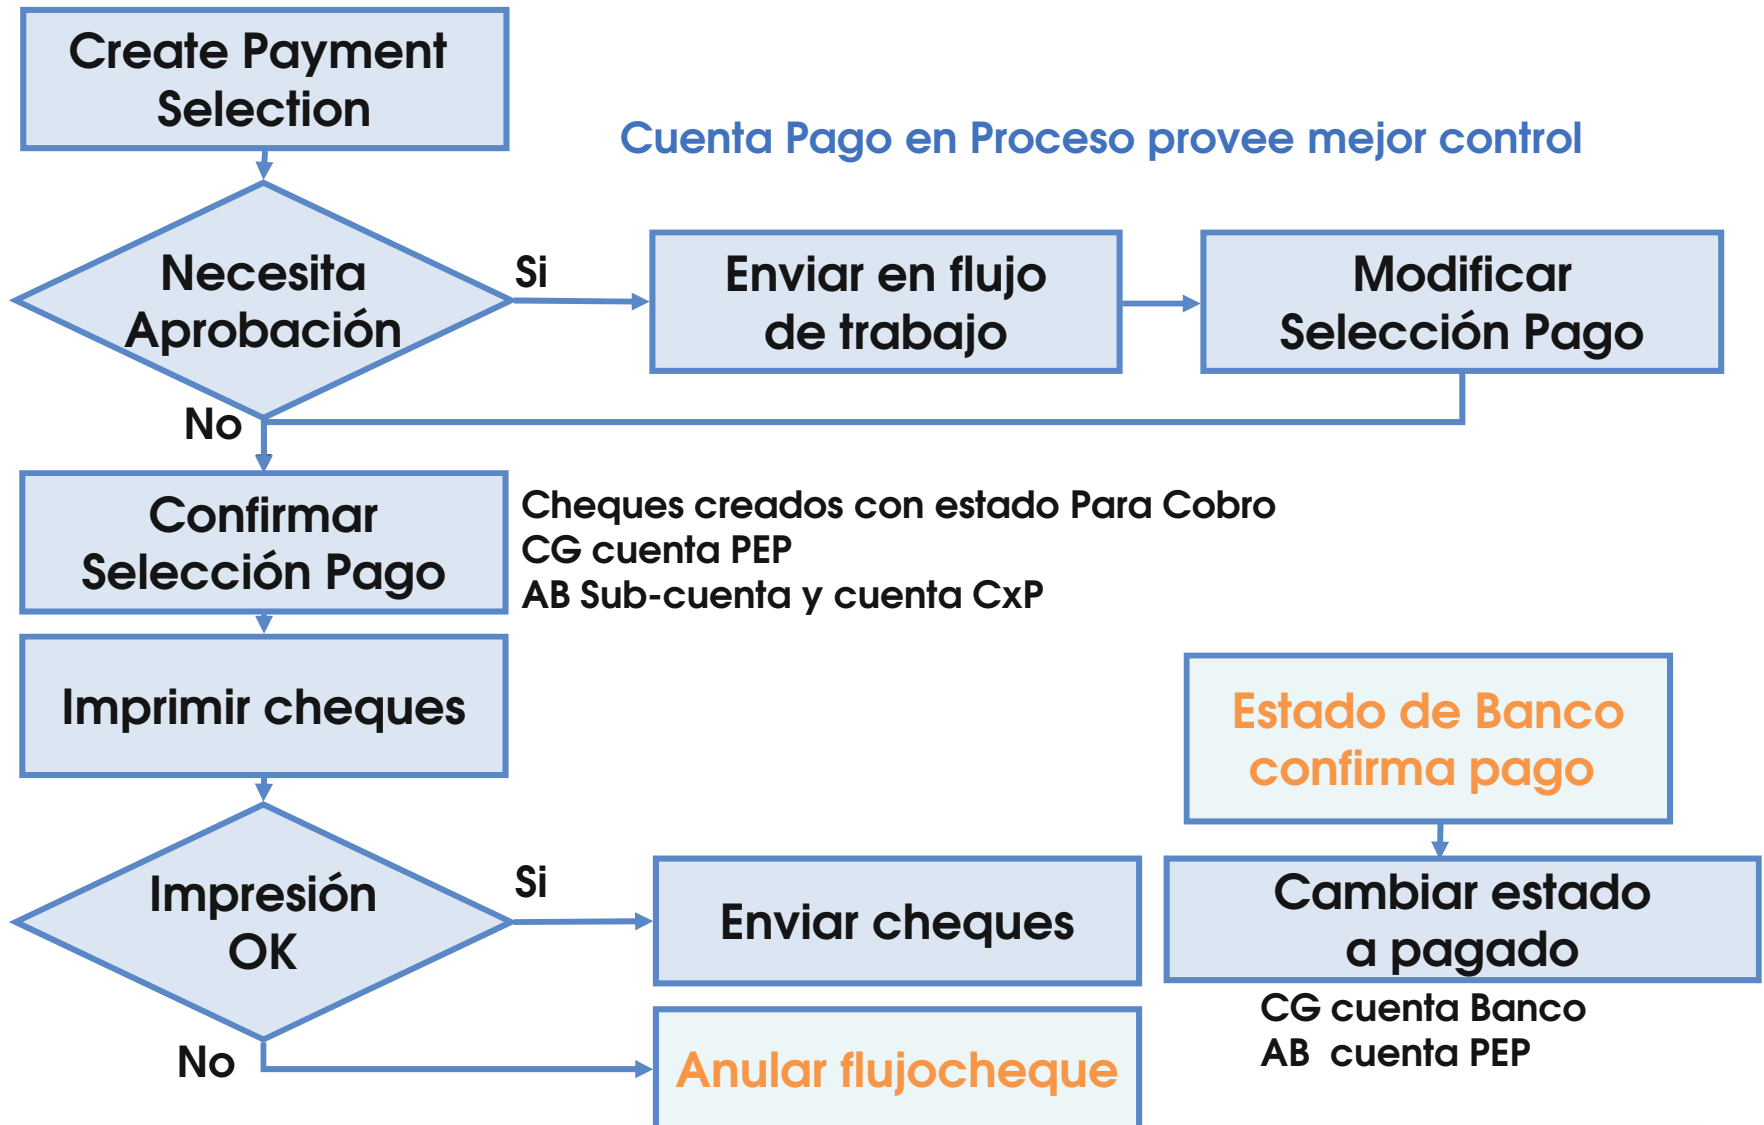 Create Payment
Selection
Cuenta Pago en Proceso provee mejor control
Necesita
Aprobación
Si
Enviar en flujo
de trabajo
Modificar
Selección Pago
No
Confirmar
Selección Pago
Cheques creados con estado Para Cobro
CG cuenta PEP
AB Sub-cuenta y cuenta CxP
Imprimir cheques
Estado de Banco
confirma pago
Impresión
OK
Si
Enviar cheques
Cambiar estado
a pagado
CG cuenta Banco
AB cuenta PEP
No
Anular flujocheque